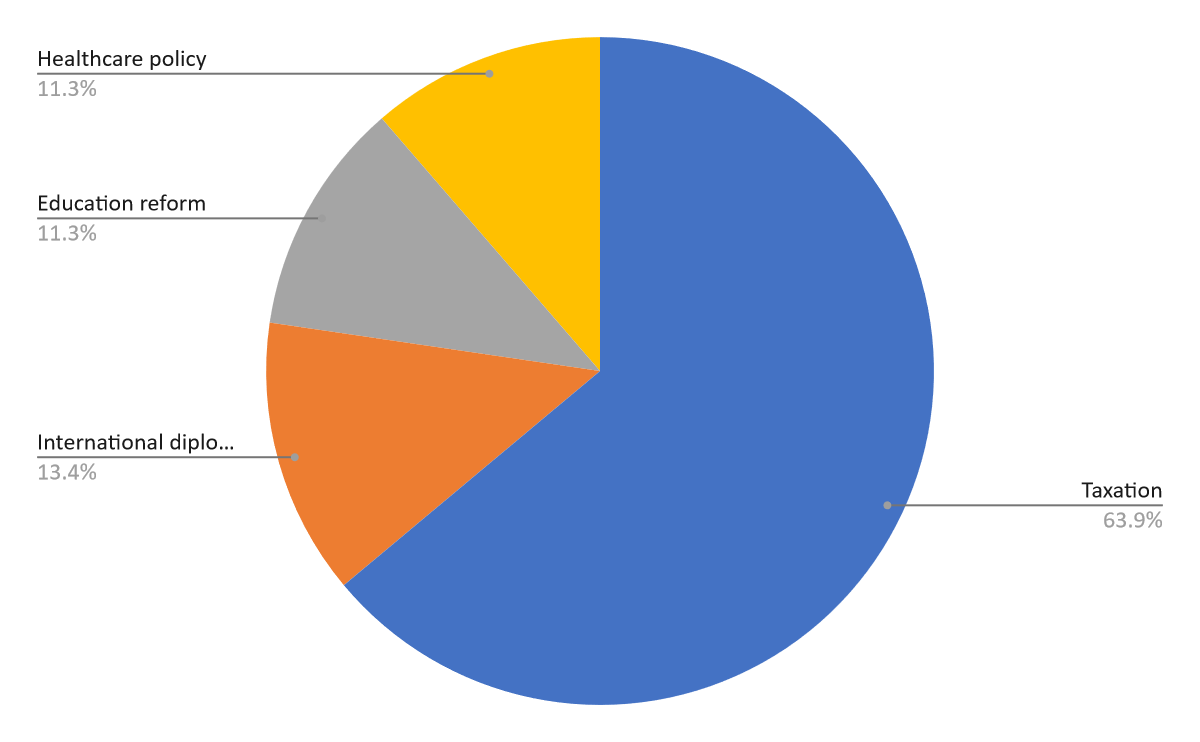 Healthcare policy
11.3%
Education reform
11.3%
International diplo...
13.4%
Taxation
63.9%